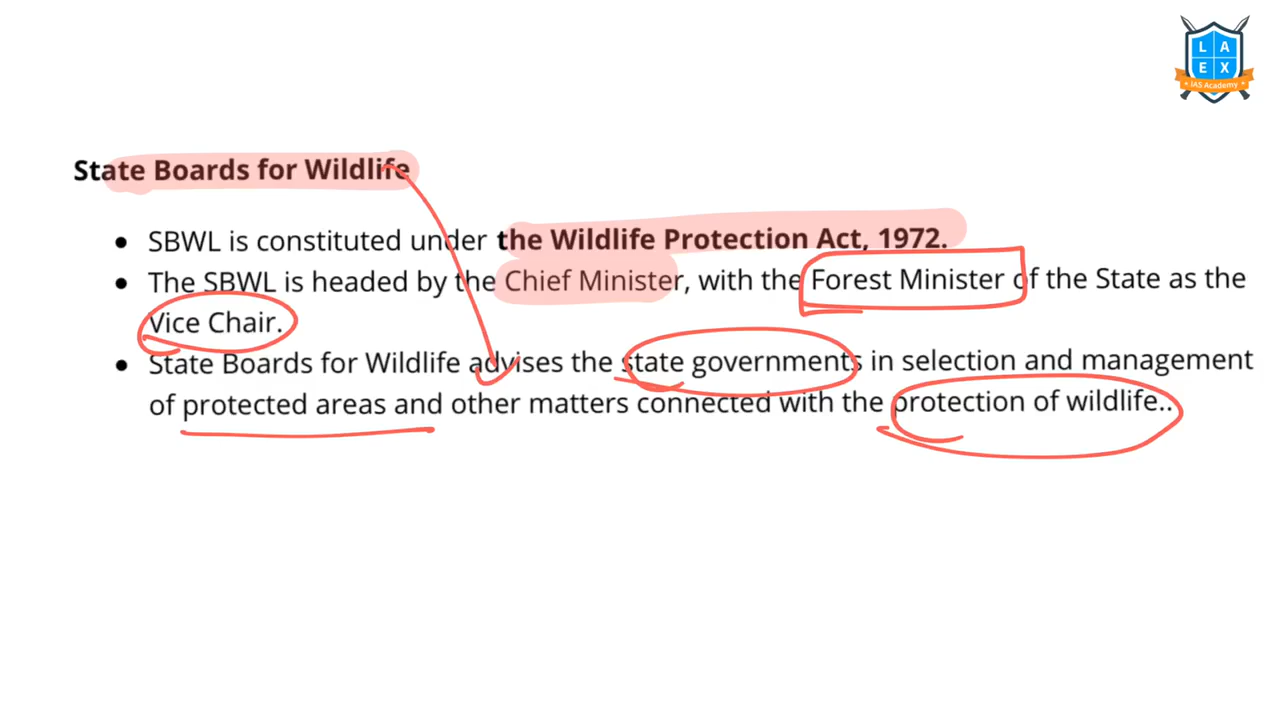 L A
E X
IAS Academy
State Boards for Wildlife
• SBWL is constituted under the Wildlife Protection Act, 1972.
• The SBWL is headed by the Chief Minister, with the Forest Minister of the State as the
Vice Chair.
• State Boards for Wildlife advises the state governments in selection and management
of protected areas and other matters connected with the protection of wildlife..